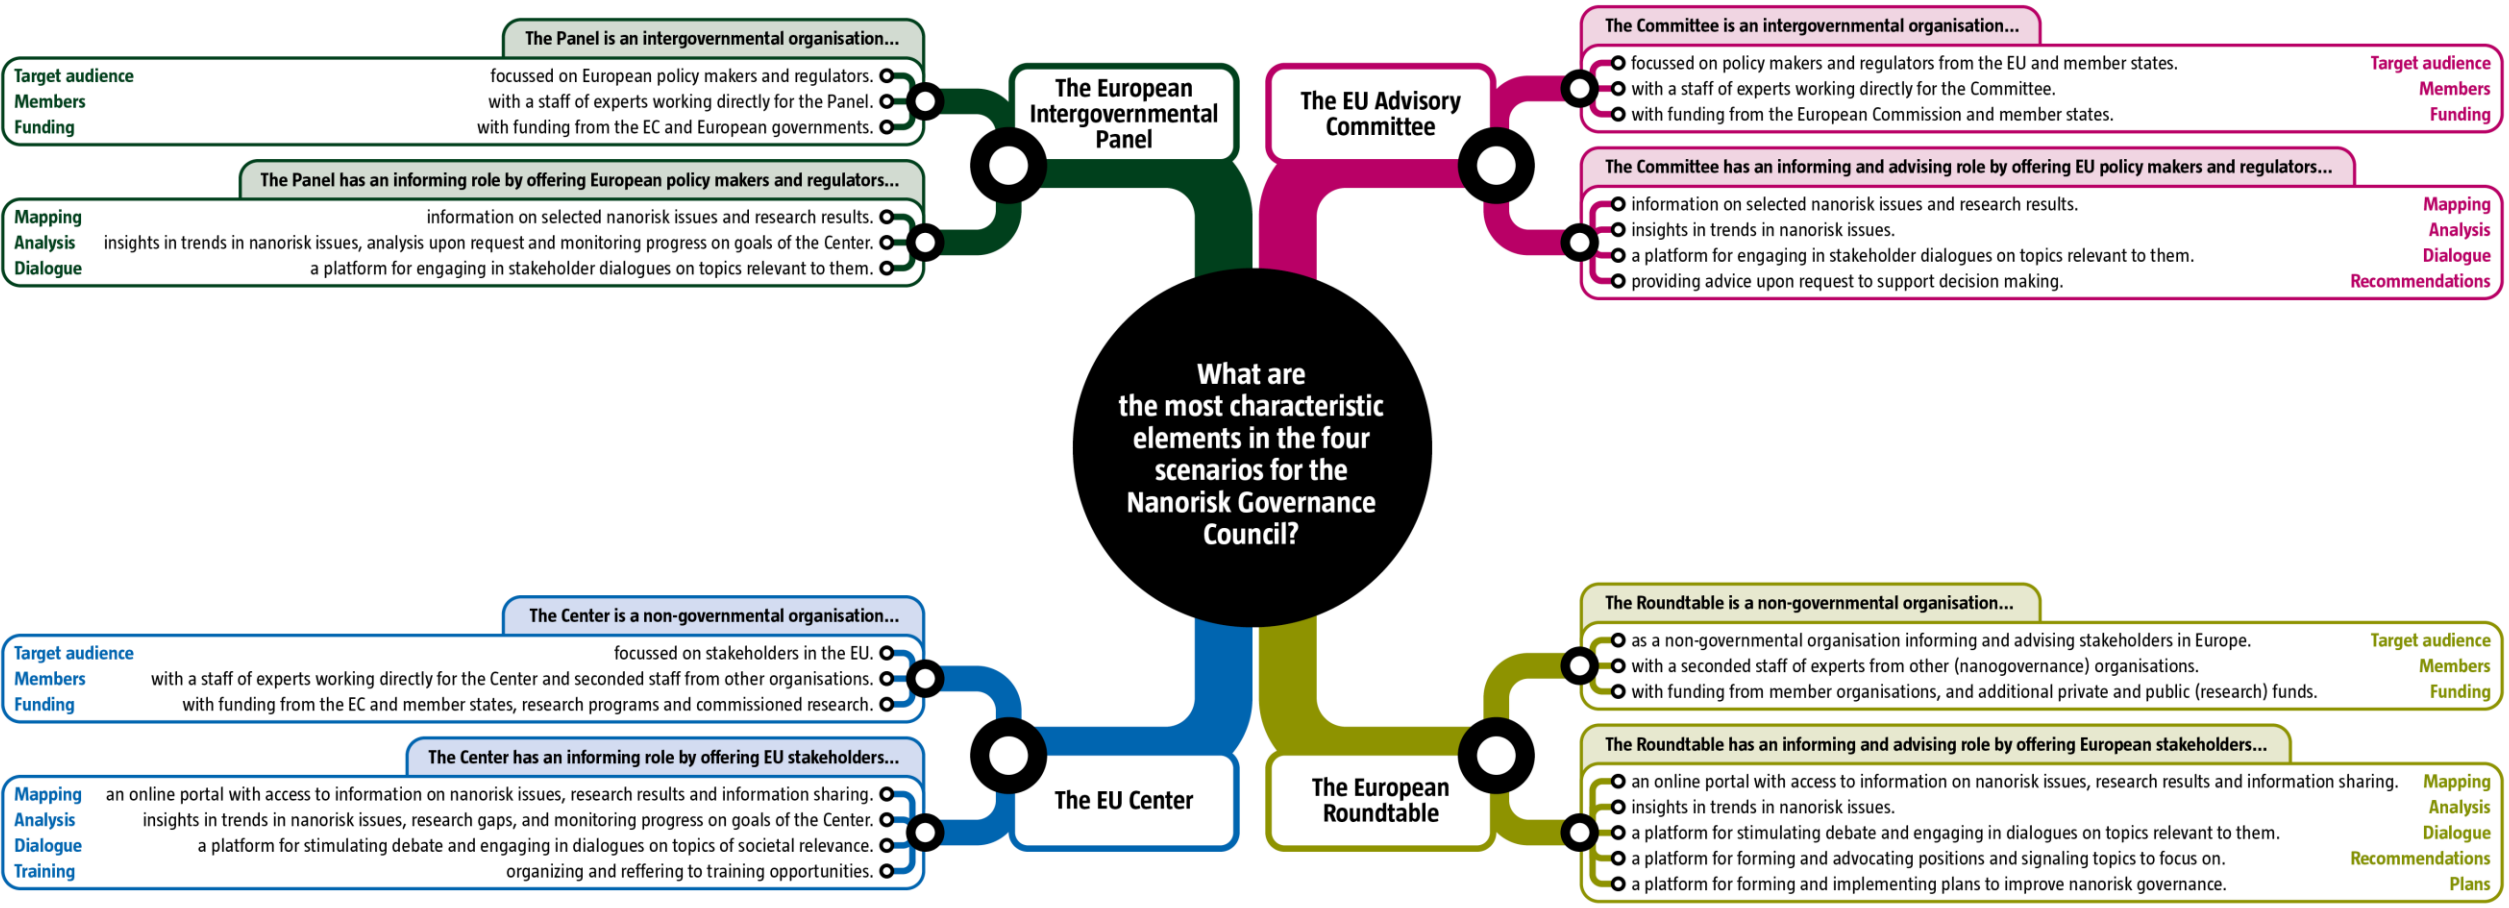 What are
the most characteristic
elements in the four
scenarios for the
Nanorisk Governance
Council?
The European
Intergovernmental
Panel
The Panel is an intergovernmental organisation...
Target audience focussed on European policy makers and regulators.
Members with a staff of experts working directly for the Panel.
Funding with funding from the EC and European governments.
The Panel has an informing role by offering European policy makers and regulators...
Mapping information on selected nanorisk issues and research results.
Analysis insights in trends in nanorisk issues, analysis upon request and monitoring progress on goals of the Center.
Dialogue a platform for engaging in stakeholder dialogues on topics relevant to them.
The EU Advisory
Committee
The Committee is an intergovernmental organisation...
focussed on policy makers and regulators from the EU and member states. Target audience
with a staff of experts working directly for the Committee. Members
with funding from the European Commission and member states. Funding
The Committee has an informing and advising role by offering EU policy makers and regulators...
information on selected nanorisk issues and research results. Mapping
insights in trends in nanorisk issues. Analysis
a platform for engaging in stakeholder dialogues on topics relevant to them. Dialogue
providing advice upon request to support decision making. Recommendations
The EU Center
The Center is a non-governmental organisation...
Target audience focussed on stakeholders in the EU.
Members with a staff of experts working directly for the Center and seconded staff from other organisations.
Funding with funding from the EC and member states, research programs and commissioned research.
The Center has an informing role by offering EU stakeholders...
Mapping an online portal with access to information on nanorisk issues, research results and information sharing.
Analysis insights in trends in nanorisk issues, research gaps, and monitoring progress on goals of the Center.
Dialogue a platform for stimulating debate and engaging in dialogues on topics of societal relevance.
Training organizing and reffering to training opportunities.
The European
Roundtable
The Roundtable is a non-governmental organisation...
as a non-governmental organisation informing and advising stakeholders in Europe. Target audience
with a seconded staff of experts from other (nanogovernance) organisations. Members
with funding from member organisations, and additional private and public (research) funds. Funding
The Roundtable has an informing and advising role by offering European stakeholders...
an online portal with access to information on nanorisk issues, research results and information sharing. Mapping
insights in trends in nanorisk issues. Analysis
a platform for stimulating debate and engaging in dialogues on topics relevant to them. Dialogue
a platform for forming and advocating positions and signaling topics to focus on. Recommendations
a platform for forming and implementing plans to improve nanorisk governance. Plans